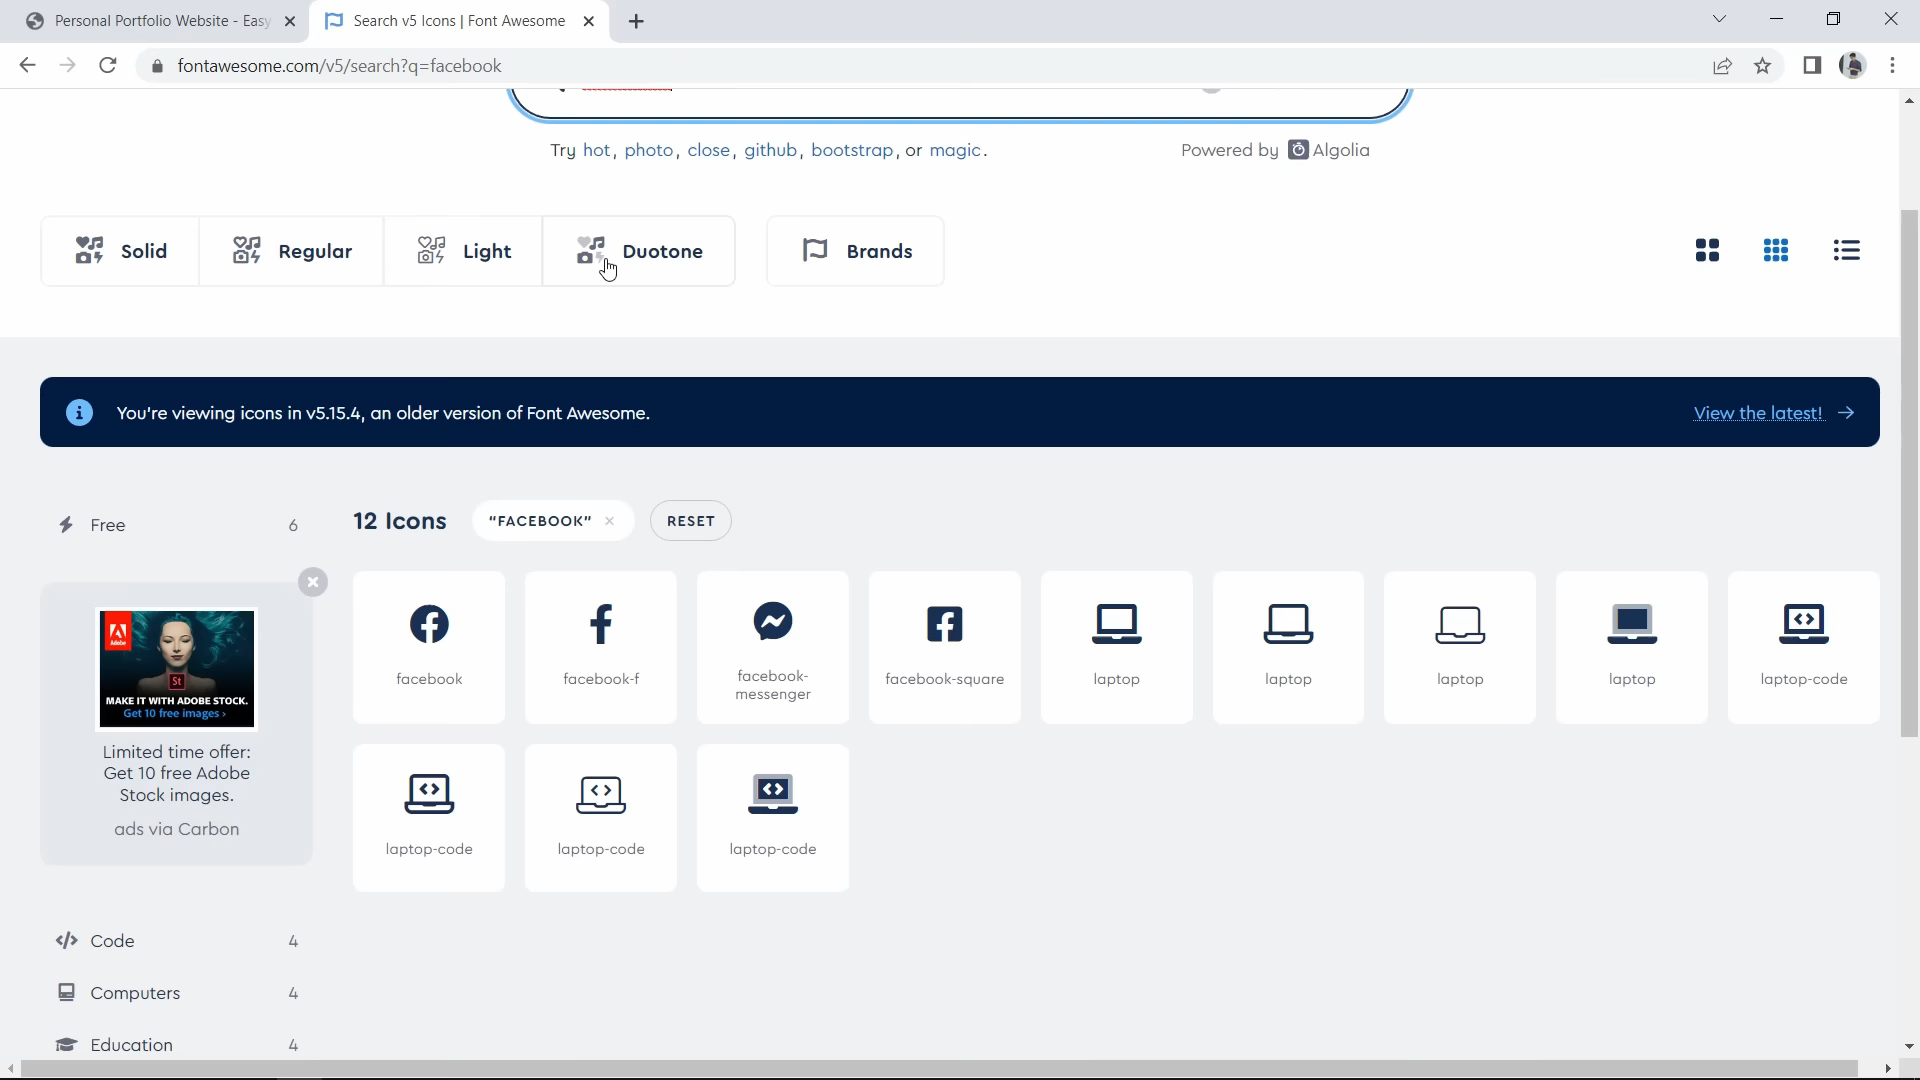 Personal Portfolio Website - Easy
Search v5 Icons | Font Awesome
fontawesome.com/v5/search?q=facebook
Try hot, photo, close, github, bootstrap, or magic.
Powered by Algolia
Solid
Regular
Light
Duotone
Brands
You're viewing icons in v5.15.4, an older version of Font Awesome.
View the latest!
Free 6
12 Icons
"FACEBOOK"
RESET
facebook
facebook-f
facebook-
messenger
facebook-square
laptop
laptop
laptop
laptop
laptop-code
Adobe
St
MAKE IT WITH ADOBE STOCK.
Get 10 free images ›
Limited time offer:
Get 10 free Adobe
Stock images.
ads via Carbon
laptop-code
laptop-code
laptop-code
Code 4
Computers 4
Education 4